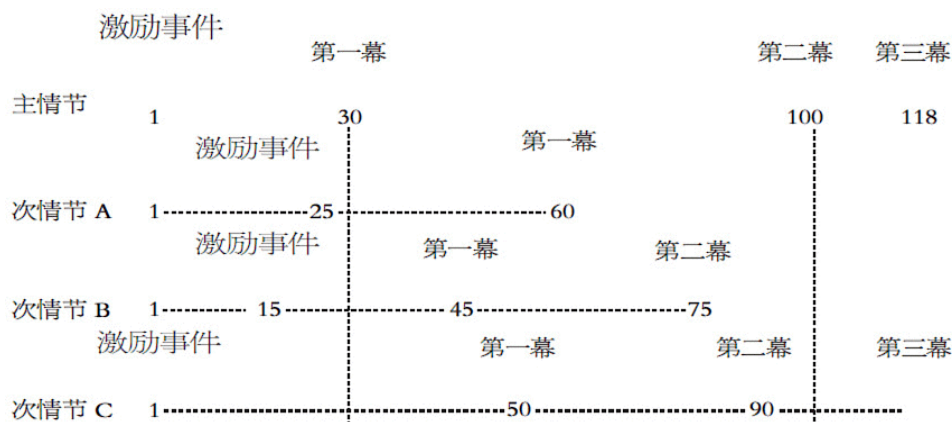 激励事件
第一幕 第二幕 第三幕
主情节 1 30 100 118
激励事件 第一幕
次情节 A 1 25 60
激励事件 第一幕 第二幕
次情节 B 1 15 45 75
激励事件 第一幕 第二幕 第三幕
次情节 C 1 50 90